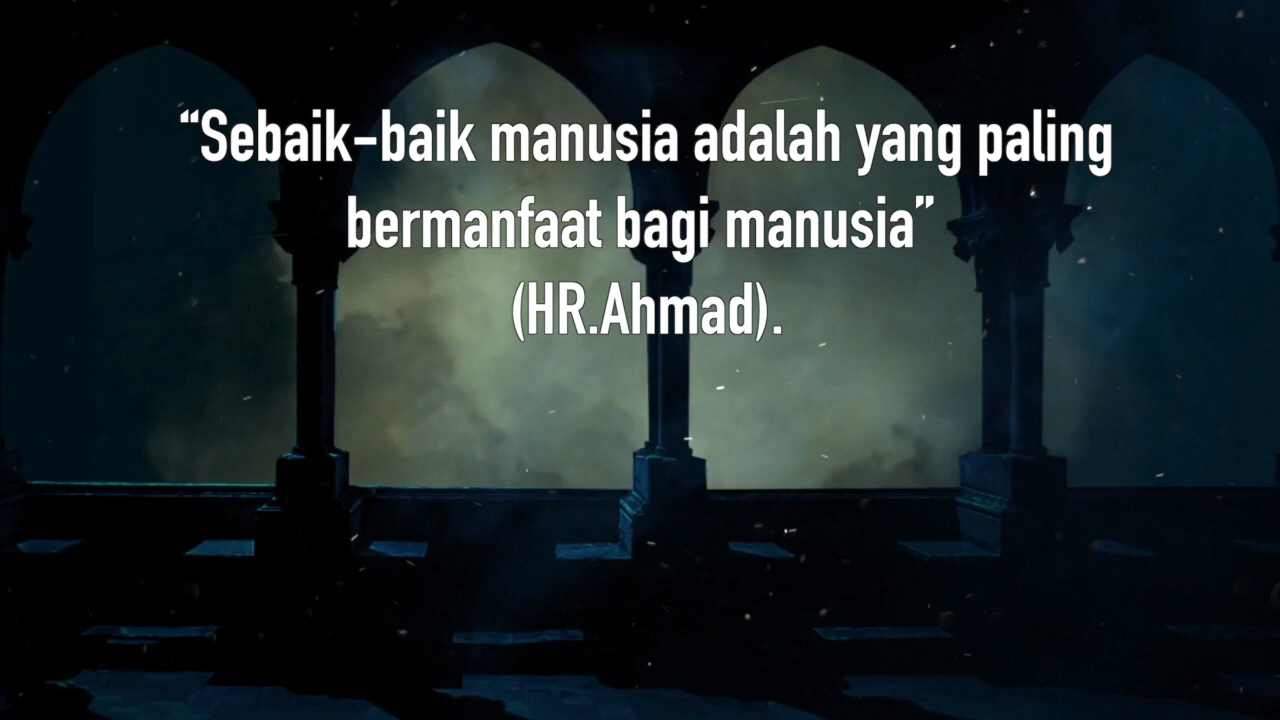 “Sebaik-baik manusia adalah yang paling
bermanfaat bagi manusia”
(HR.Ahmad).